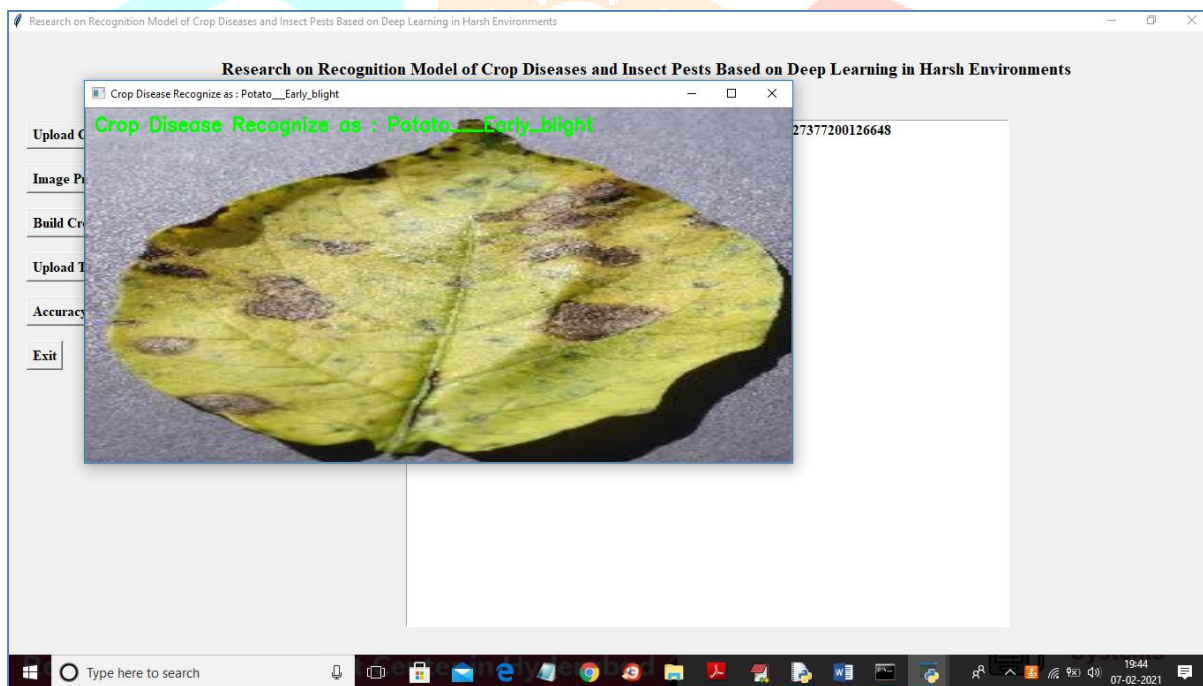 Research on Recognition Model of Crop Diseases and Insect Pests Based on Deep Learning in Harsh Environments
Research on Recognition Model of Crop Diseases and Insect Pests Based on Deep Learning in Harsh Environments
Crop Disease Recognize as : Potato___Early_blight
Crop Disease Recognize as : Potato___Early_blight
27377200126648
Upload
Image
Build
Upload
Accuracy
Exit
Type here to search
19:44
07-02-2021